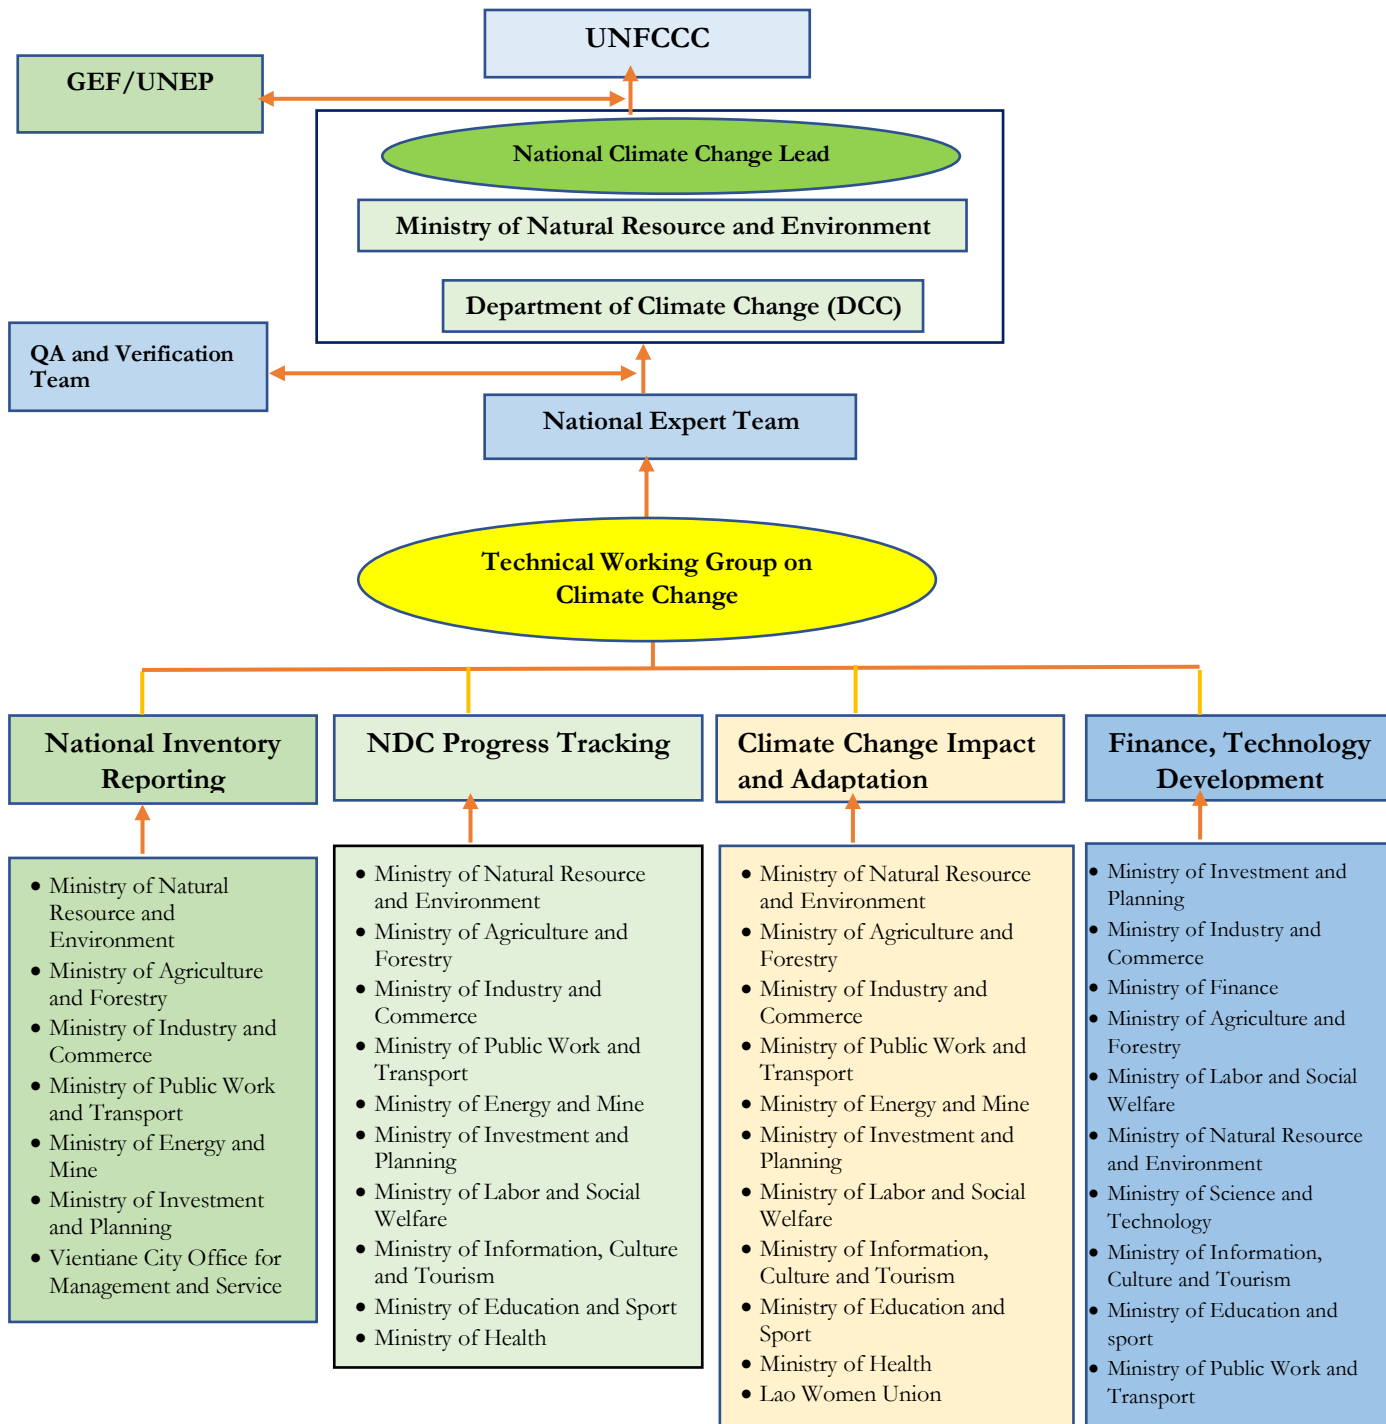 UNFCCC
GEF/UNEP
National Climate Change Lead
Ministry of Natural Resource and Environment
Department of Climate Change (DCC)
QA and Verification
Team
National Expert Team
Technical Working Group on
Climate Change
National Inventory
Reporting
NDC Progress Tracking
Climate Change Impact
and Adaptation
Finance, Technology
Development
• Ministry of Natural
Resource and
Environment
• Ministry of Agriculture
and Forestry
• Ministry of Industry and
Commerce
• Ministry of Public Work
and Transport
• Ministry of Energy and
Mine
• Ministry of Investment
and Planning
• Vientiane City Office for
Management and Service
• Ministry of Natural Resource
and Environment
• Ministry of Agriculture and
Forestry
• Ministry of Industry and
Commerce
• Ministry of Public Work and
Transport
• Ministry of Energy and Mine
• Ministry of Investment and
Planning
• Ministry of Labor and Social
Welfare
• Ministry of Information, Culture
and Tourism
• Ministry of Education and Sport
• Ministry of Health
• Ministry of Natural Resource
and Environment
• Ministry of Agriculture and
Forestry
• Ministry of Industry and
Commerce
• Ministry of Public Work and
Transport
• Ministry of Energy and Mine
• Ministry of Investment and
Planning
• Ministry of Labor and Social
Welfare
• Ministry of Information,
Culture and Tourism
• Ministry of Education and
Sport
• Ministry of Health
• Lao Women Union
• Ministry of Investment and
Planning
• Ministry of Industry and
Commerce
• Ministry of Finance
• Ministry of Agriculture and
Forestry
• Ministry of Labor and Social
Welfare
• Ministry of Natural Resource
and Environment
• Ministry of Science and
Technology
• Ministry of Information,
Culture and Tourism
• Ministry of Education and
sport
• Ministry of Public Work and
Transport